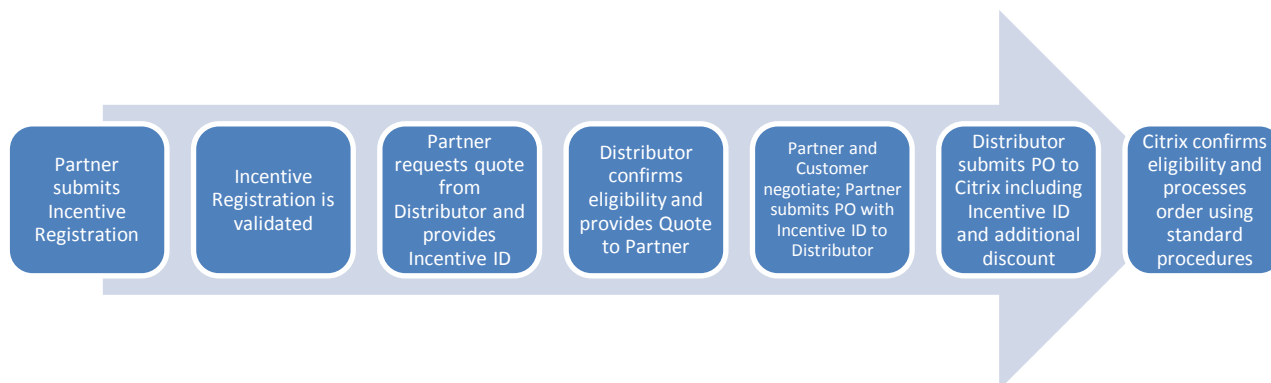 Partner
submits
Incentive
Registration
Incentive
Registration is
validated
Partner
requests quote
from
Distributor and
provides
Incentive ID
Distributor
confirms
eligibility and
provides Quote
to Partner
Partner and
Customer
negotiate; Partner
submits PO with
Incentive ID to
Distributor
Distributor
submits PO to
Citrix including
Incentive ID
and additional
discount
Citrix confirms
eligibility and
processes
order using
standard
procedures